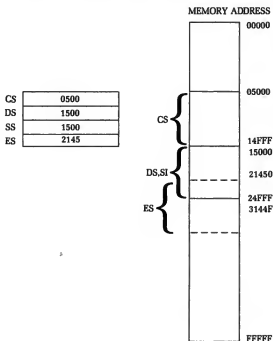 MEMORY ADDRESS
00000
05000
CS 0500
DS 1500
SS 1500
ES 2145
CS
14FFF
15000
DS,SI
21450
24FFF
ES
3144F
FFFFF